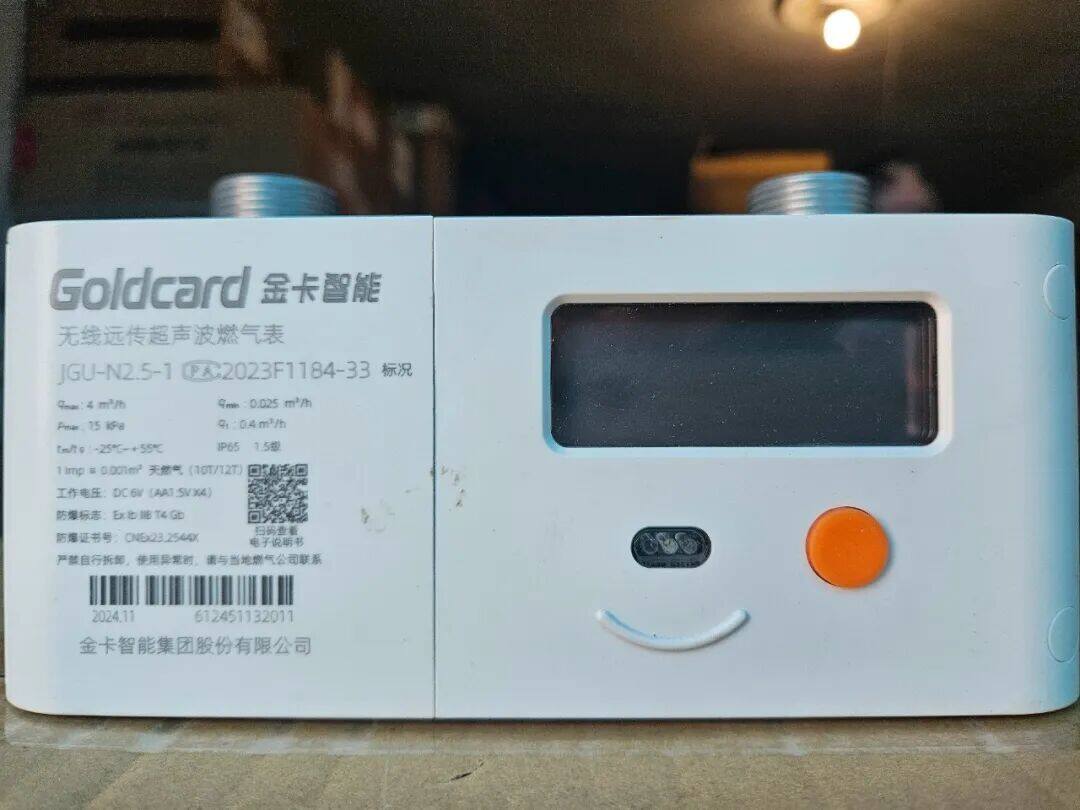 Goldcard 金卡智能
无线远传超声波燃气表
JGU-N2.5-1 CPA 2023F1184-33 标况
qmax: 4 m³/h qmin: 0.025 m³/h
Pmax: 15 kPa qt: 0.4 m³/h
tm/tg: -25℃~+55℃ IP65 1.5级
1 imp ≙ 0.001m³ 天然气（10T/12T）
工作电压：DC 6V（AA1.5V X4）
防爆标志：Ex ib IIB T4 Gb
防爆证书号：CNEx23.2544X
扫码查看
电子说明书
严禁自行拆卸，使用异常时，请与当地燃气公司联系
2024.11 612451132011
金卡智能集团股份有限公司